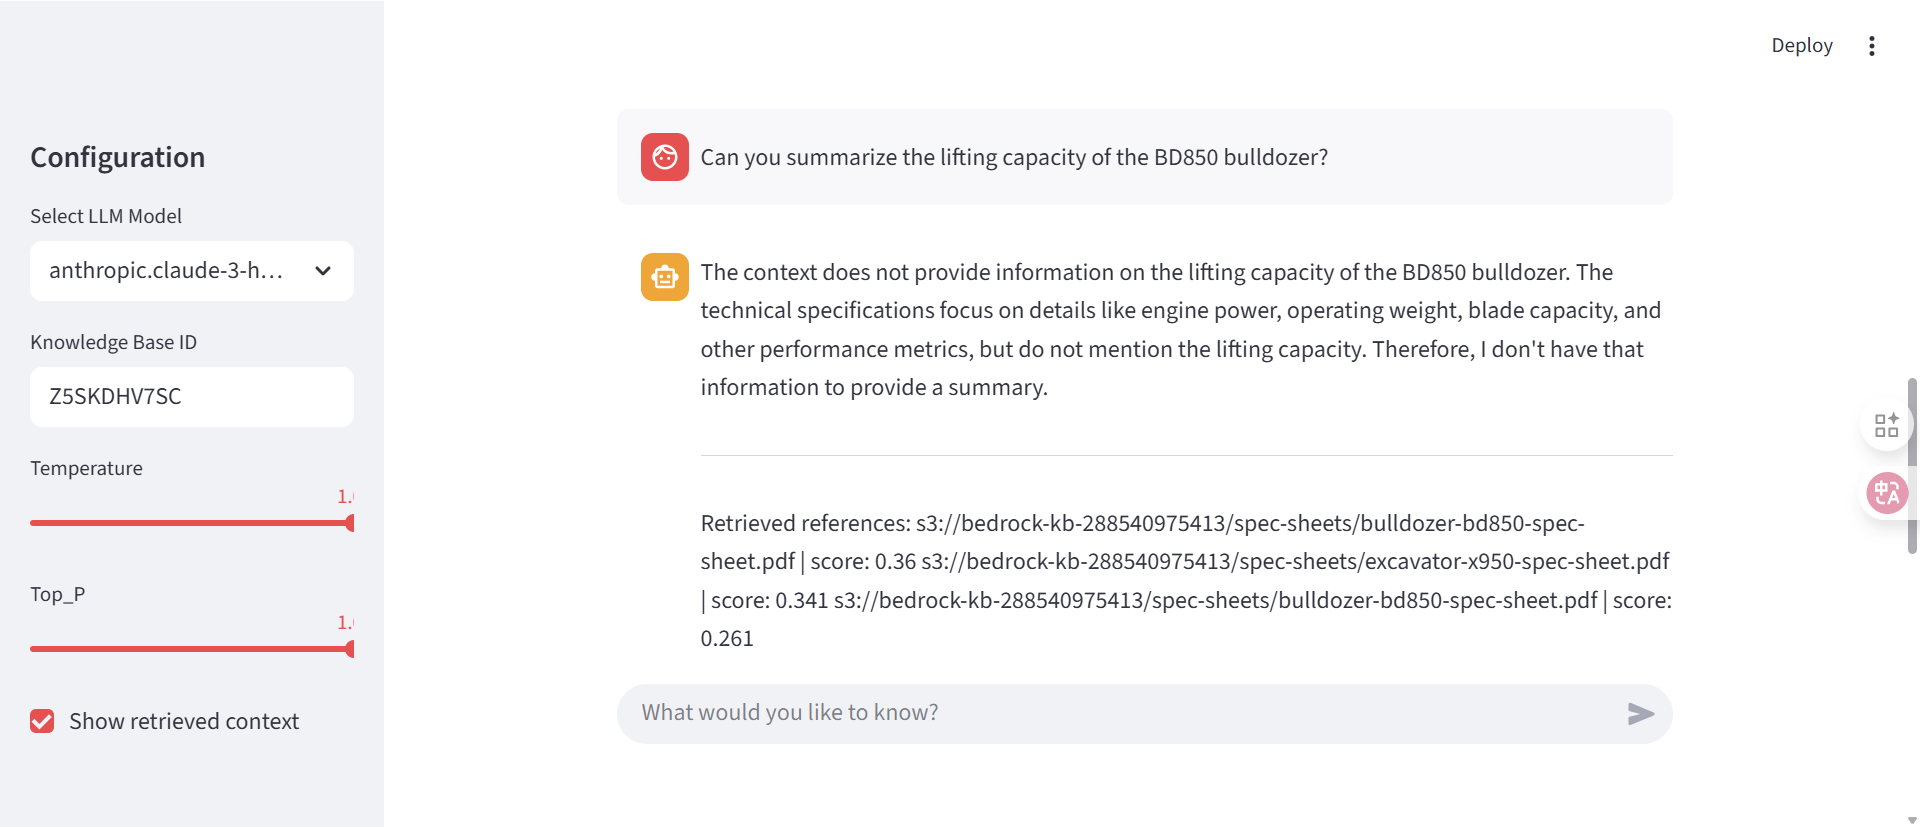 Deploy
Configuration
Select LLM Model
anthropic.claude-3-h...
Knowledge Base ID
Z5SKDHV7SC
Temperature
1.
Top_P
1.
Show retrieved context
Can you summarize the lifting capacity of the BD850 bulldozer?
The context does not provide information on the lifting capacity of the BD850 bulldozer. The
technical specifications focus on details like engine power, operating weight, blade capacity, and
other performance metrics, but do not mention the lifting capacity. Therefore, I don't have that
information to provide a summary.
Retrieved references: s3://bedrock-kb-288540975413/spec-sheets/bulldozer-bd850-spec-
sheet.pdf | score: 0.36 s3://bedrock-kb-288540975413/spec-sheets/excavator-x950-spec-sheet.pdf
| score: 0.341 s3://bedrock-kb-288540975413/spec-sheets/bulldozer-bd850-spec-sheet.pdf | score:
0.261
What would you like to know?
中A